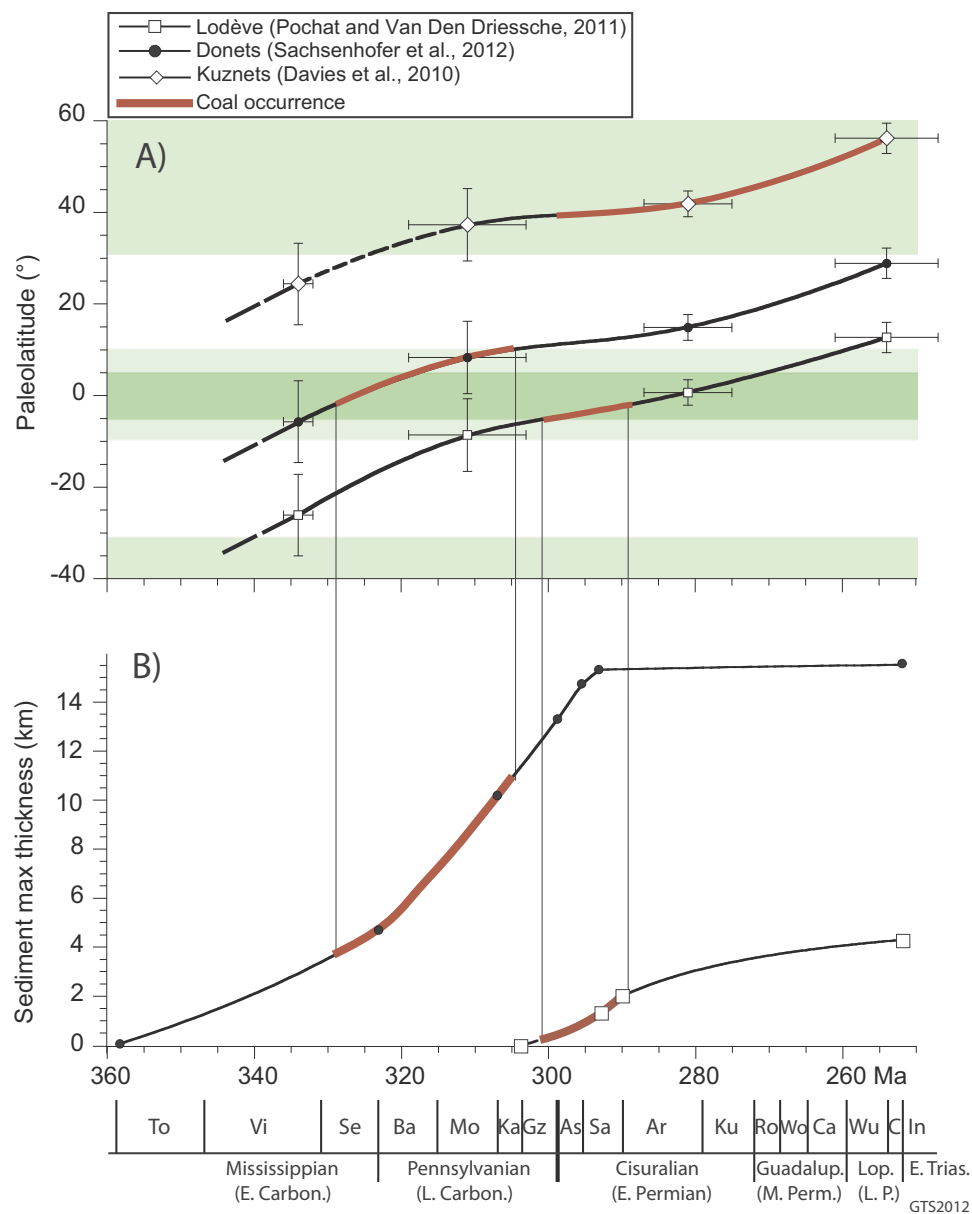 Lodève (Pochat and Van Den Driessche, 2011)
Donets (Sachsenhofer et al., 2012)
Kuznets (Davies et al., 2010)
Coal occurrence
A)
Paleolatitude (°)
60
40
20
0
-20
-40
B)
Sediment max thickness (km)
14
12
10
8
6
4
2
0
360 340 320 300 280 260 Ma
To Vi Se Ba Mo Ka Gz As Sa Ar Ku Ro Wo Ca Wu C In
Mississippian Pennsylvanian Cisuralian Guadalup. Lop. E. Trias.
(E. Carbon.) (L. Carbon.) (E. Permian) (M. Perm.) (L. P.)
GTS2012